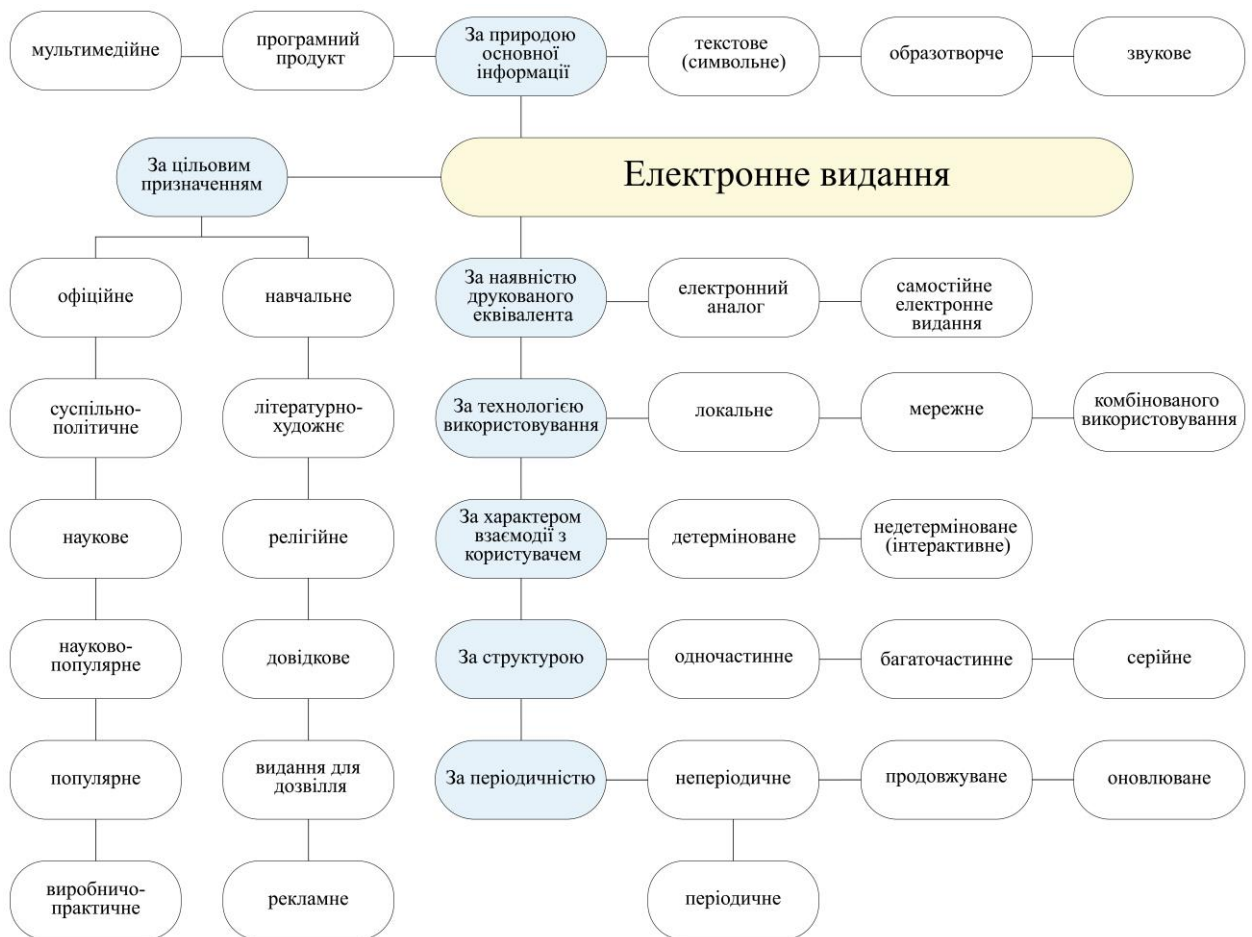 мультимедійне
програмний
продукт
За природою
основної
інформації
текстове
(символьне)
образотворче
звукове
За цільовим
призначенням
Електронне видання
офіційне
навчальне
За наявністю
друкованого
еквівалента
електронний
аналог
самостійне
електронне
видання
суспільно-
політичне
літературно-
художнє
За технологією
використовування
локальне
мережне
комбінованого
використовування
наукове
релігійне
За характером
взаємодії з
користувачем
детерміноване
недетерміноване
(інтерактивне)
науково-
популярне
довідкове
За структурою
одночастинне
багаточастинне
серійне
популярне
видання для
дозвілля
За періодичністю
неперіодичне
продовжуване
оновлюване
виробничо-
практичне
рекламне
періодичне